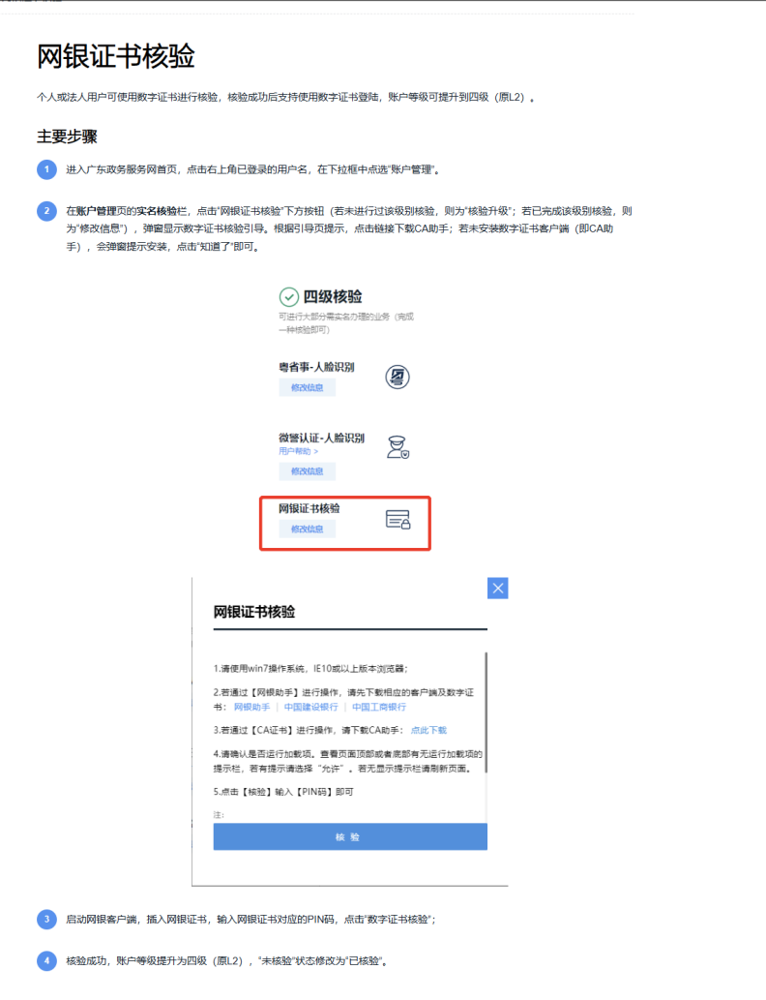 网银证书核验
个人或法人用户可使用数字证书进行核验，核验成功后支持使用数字证书登陆，账户等级可提升到四级（原L2）。
主要步骤
1 进入广东政务服务网首页，点击右上角已登录的用户名，在下拉框中点选“账户管理”。
2 在账户管理页的实名核验栏，点击“网银证书核验”下方按钮（若未进行过该级别核验，则为“核验升级”；若已完成该级别核验，则
为“修改信息”），弹窗显示数字证书核验引导。根据引导页提示，点击链接下载CA助手；若未安装数字证书客户端（即CA助
手），会弹窗提示安装，点击“知道了”即可。
四级核验
可进行大部分需实名办理的业务（完成
一种核验即可）
粤省事-人脸识别
修改信息
微警认证-人脸识别
用户帮助 >
修改信息
网银证书核验
修改信息
网银证书核验
1.请使用win7操作系统，IE10或以上版本浏览器；
2.若通过【网银助手】进行操作，请先下载相应的客户端及数字证
书： 网银助手 | 中国建设银行 | 中国工商银行
3.若通过【CA证书】进行操作，请下载CA助手： 点此下载
4.请确认是否运行加载项。查看页面顶部或者底部有无运行加载项的
提示栏，若有提示请选择“允许”。若无显示提示栏请刷新页面。
5.点击【核验】输入【PIN码】即可
注：
核 验
3 启动网银客户端，插入网银证书，输入网银证书对应的PIN码，点击“数字证书核验”；
4 核验成功，账户等级提升为四级（原L2），“未核验”状态修改为“已核验”。